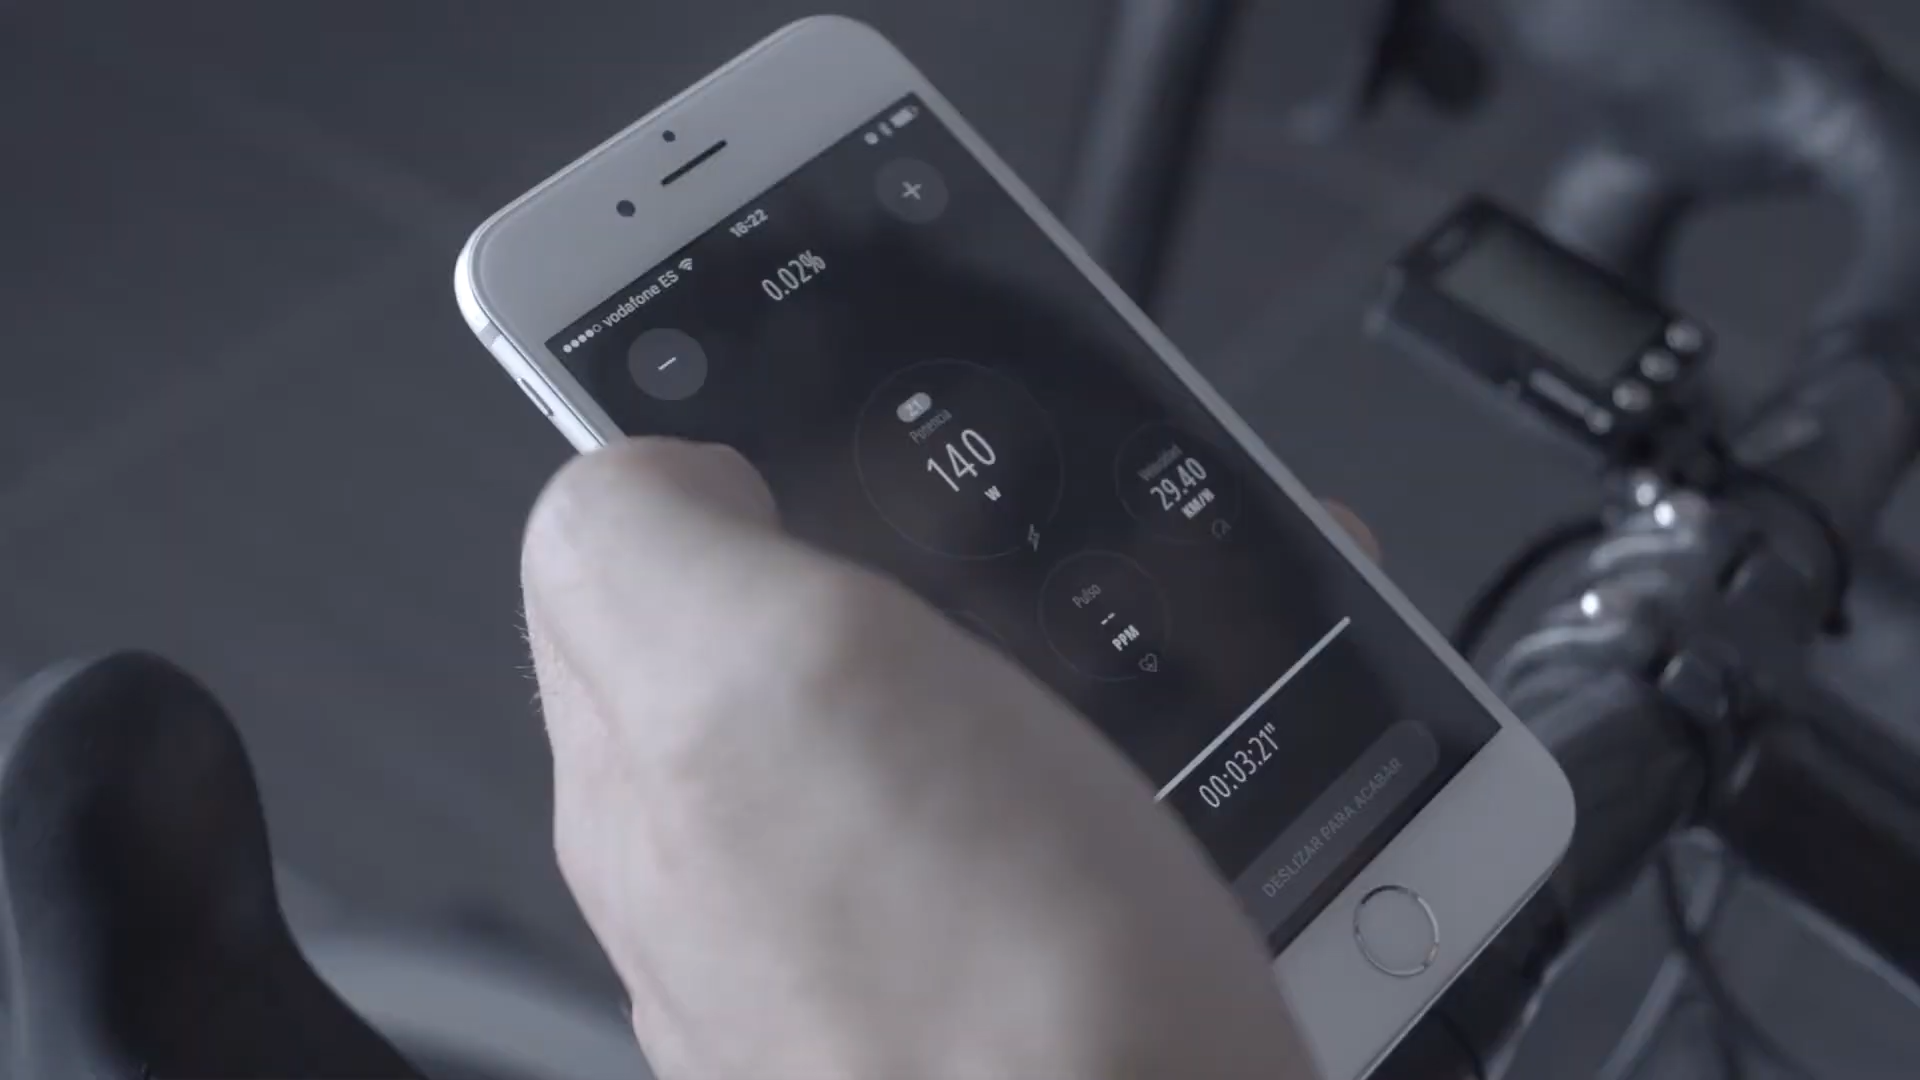 vodafone ES
16:22
0.02%
Z1
Potencia
140
W
Velocidad
29.40
KM/H
Pulso
--
PPM
00:03:21"
DESLIZAR PARA ACABAR